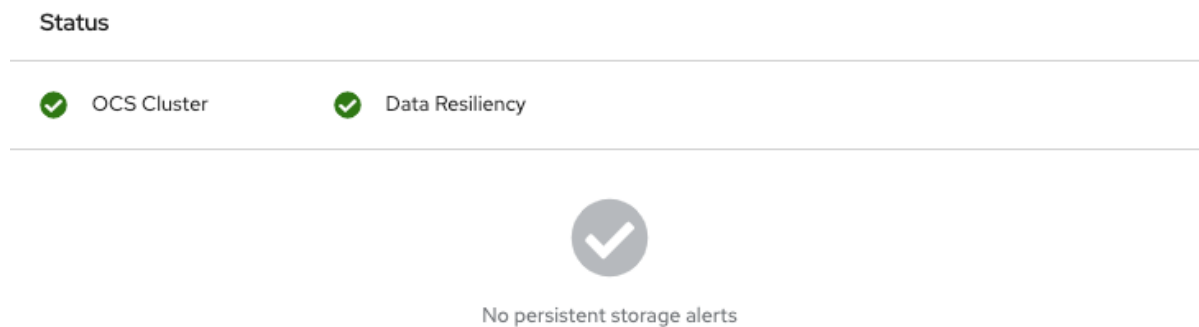 Status
OCS Cluster Data Resiliency
No persistent storage alerts